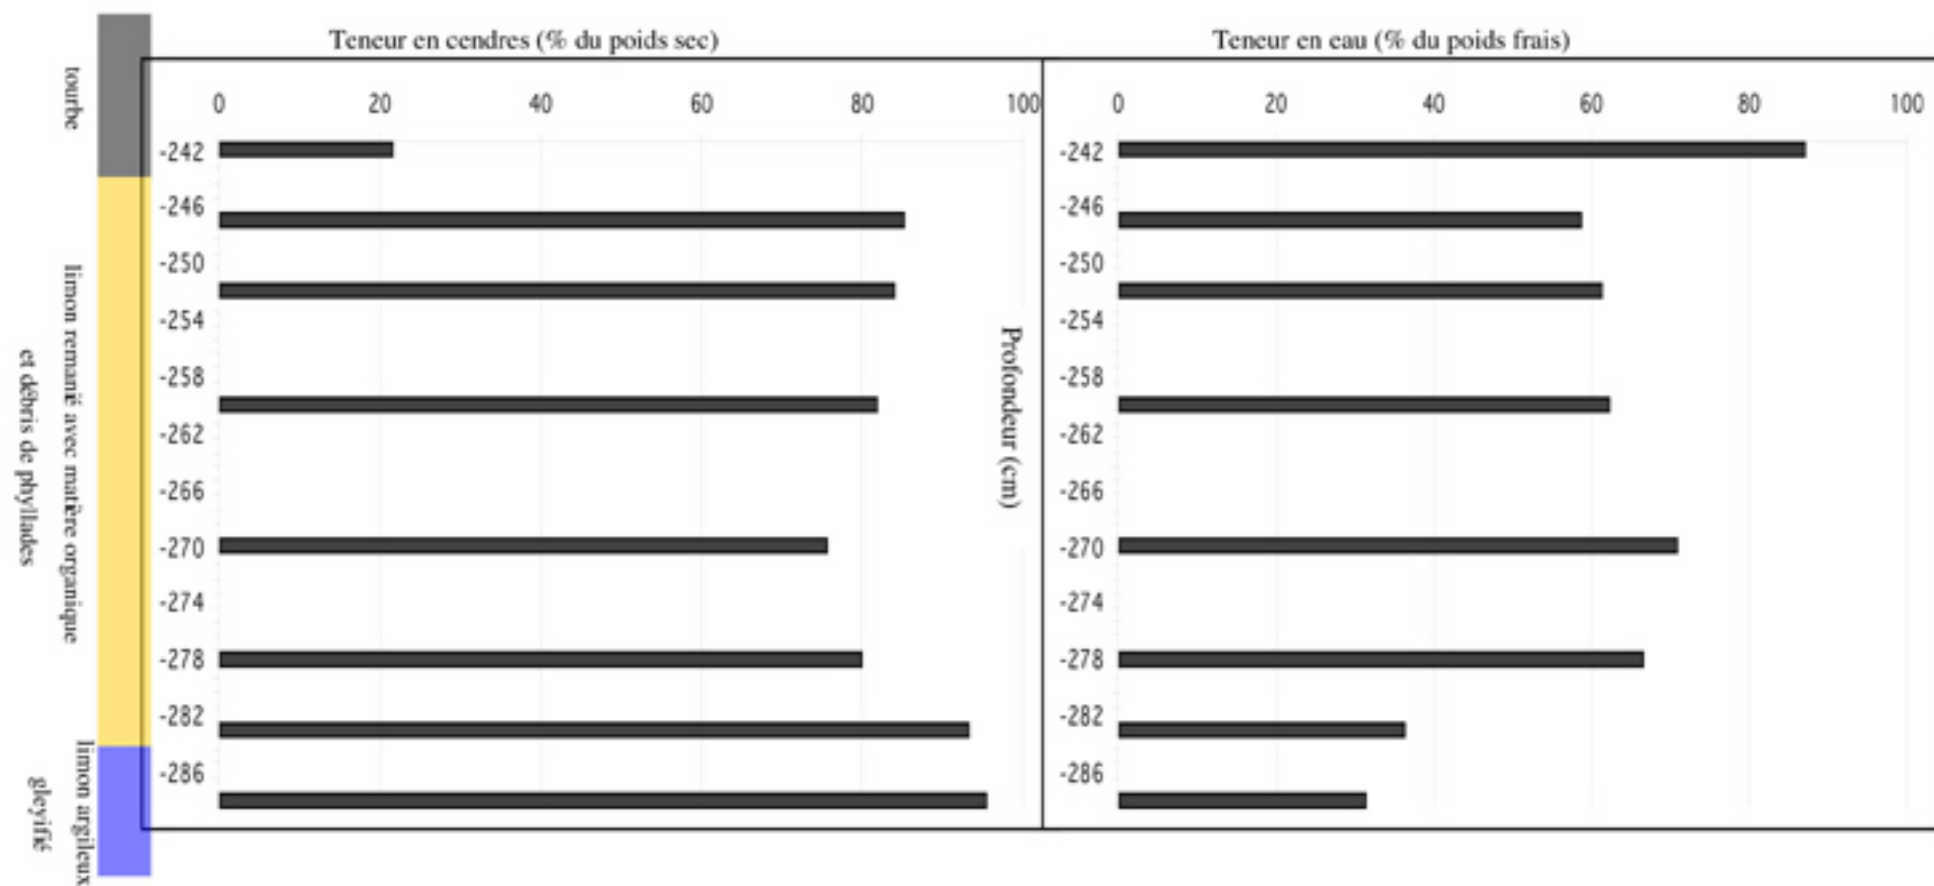 Teneur en cendres (% du poids sec)
0 20 40 60 80 100
-242
-246
-250
-254
-258
-262
-266
-270
-274
-278
-282
-286
Profondeur (cm)
Teneur en eau (% du poids frais)
0 20 40 60 80 100
-242
-246
-250
-254
-258
-262
-266
-270
-274
-278
-282
-286
tourbe
limon remanié avec matière organique
et débris de phyllades
limon argileux
gleyifié